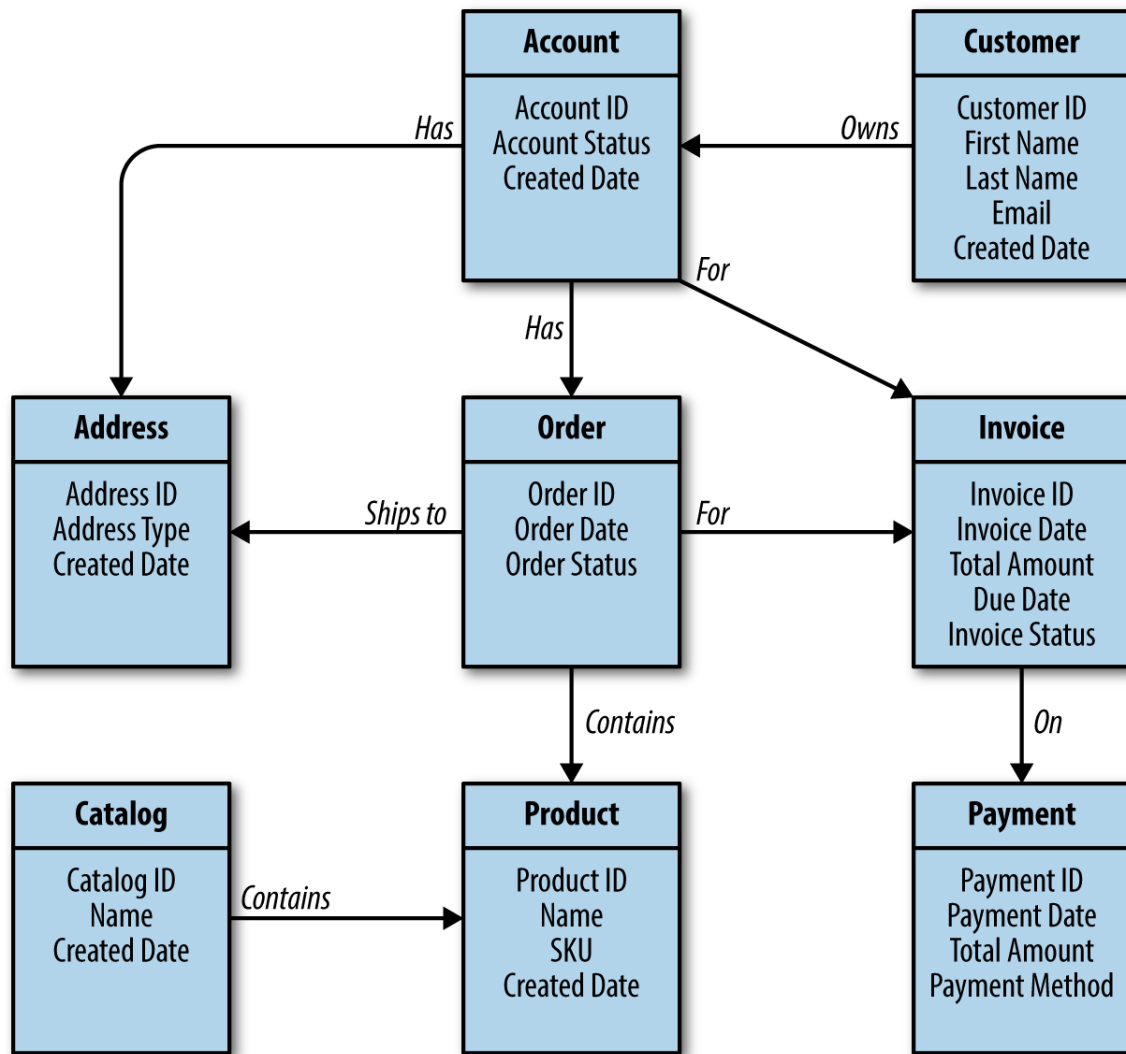 Account
Account ID
Account Status
Created Date
Customer
Customer ID
First Name
Last Name
Email
Created Date
Has
Owns
Has
For
Address
Address ID
Address Type
Created Date
Order
Order ID
Order Date
Order Status
Invoice
Invoice ID
Invoice Date
Total Amount
Due Date
Invoice Status
Ships to
For
Contains
On
Catalog
Catalog ID
Name
Created Date
Contains
Product
Product ID
Name
SKU
Created Date
Payment
Payment ID
Payment Date
Total Amount
Payment Method